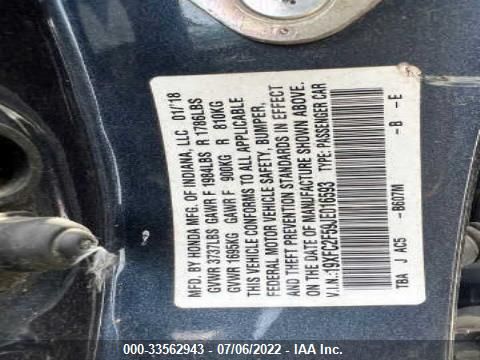 MFD. BY HONDA MFG. OF INDIANA, LLC 01/18
GVWR 3737LBS GAWR F 1984LBS R 1786LBS
GVWR 1695KG GAWR F 900KG R 810KG
THIS VEHICLE CONFORMS TO ALL APPLICABLE
FEDERAL MOTOR VEHICLE SAFETY, BUMPER,
AND THEFT PREVENTION STANDARDS IN EFFECT
ON THE DATE OF MANUFACTURE SHOWN ABOVE.
V.I.N.:19XFC2F59JE016593 TYPE: PASSENGER CAR
TBA J AC5 - B607M - B - E
000-33562943 - 07/06/2022 - IAA Inc.